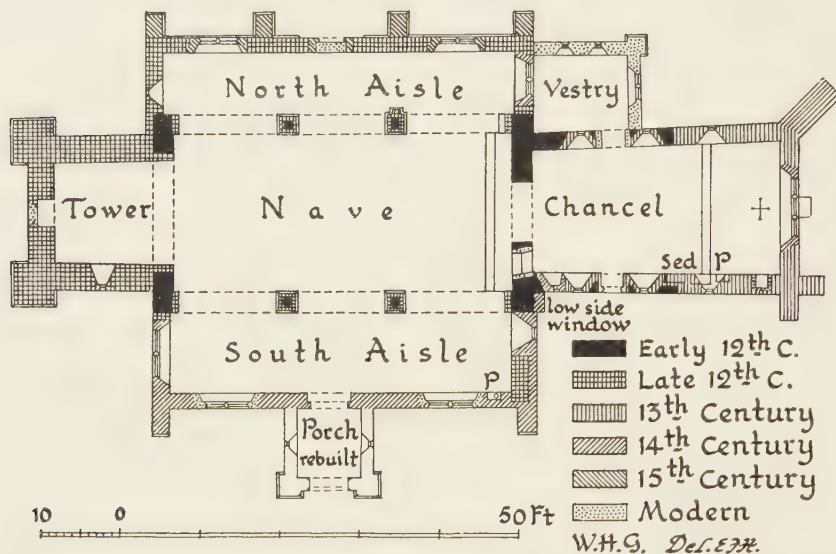 North Aisle
Vestry
Tower
Nave
Chancel
Sed P
low side
window
South Aisle
P
Porch
rebuilt
Early 12th C.
Late 12th C.
13th Century
14th Century
15th Century
Modern
10 0 50 Ft
W.H.G. Del. E.F.H.